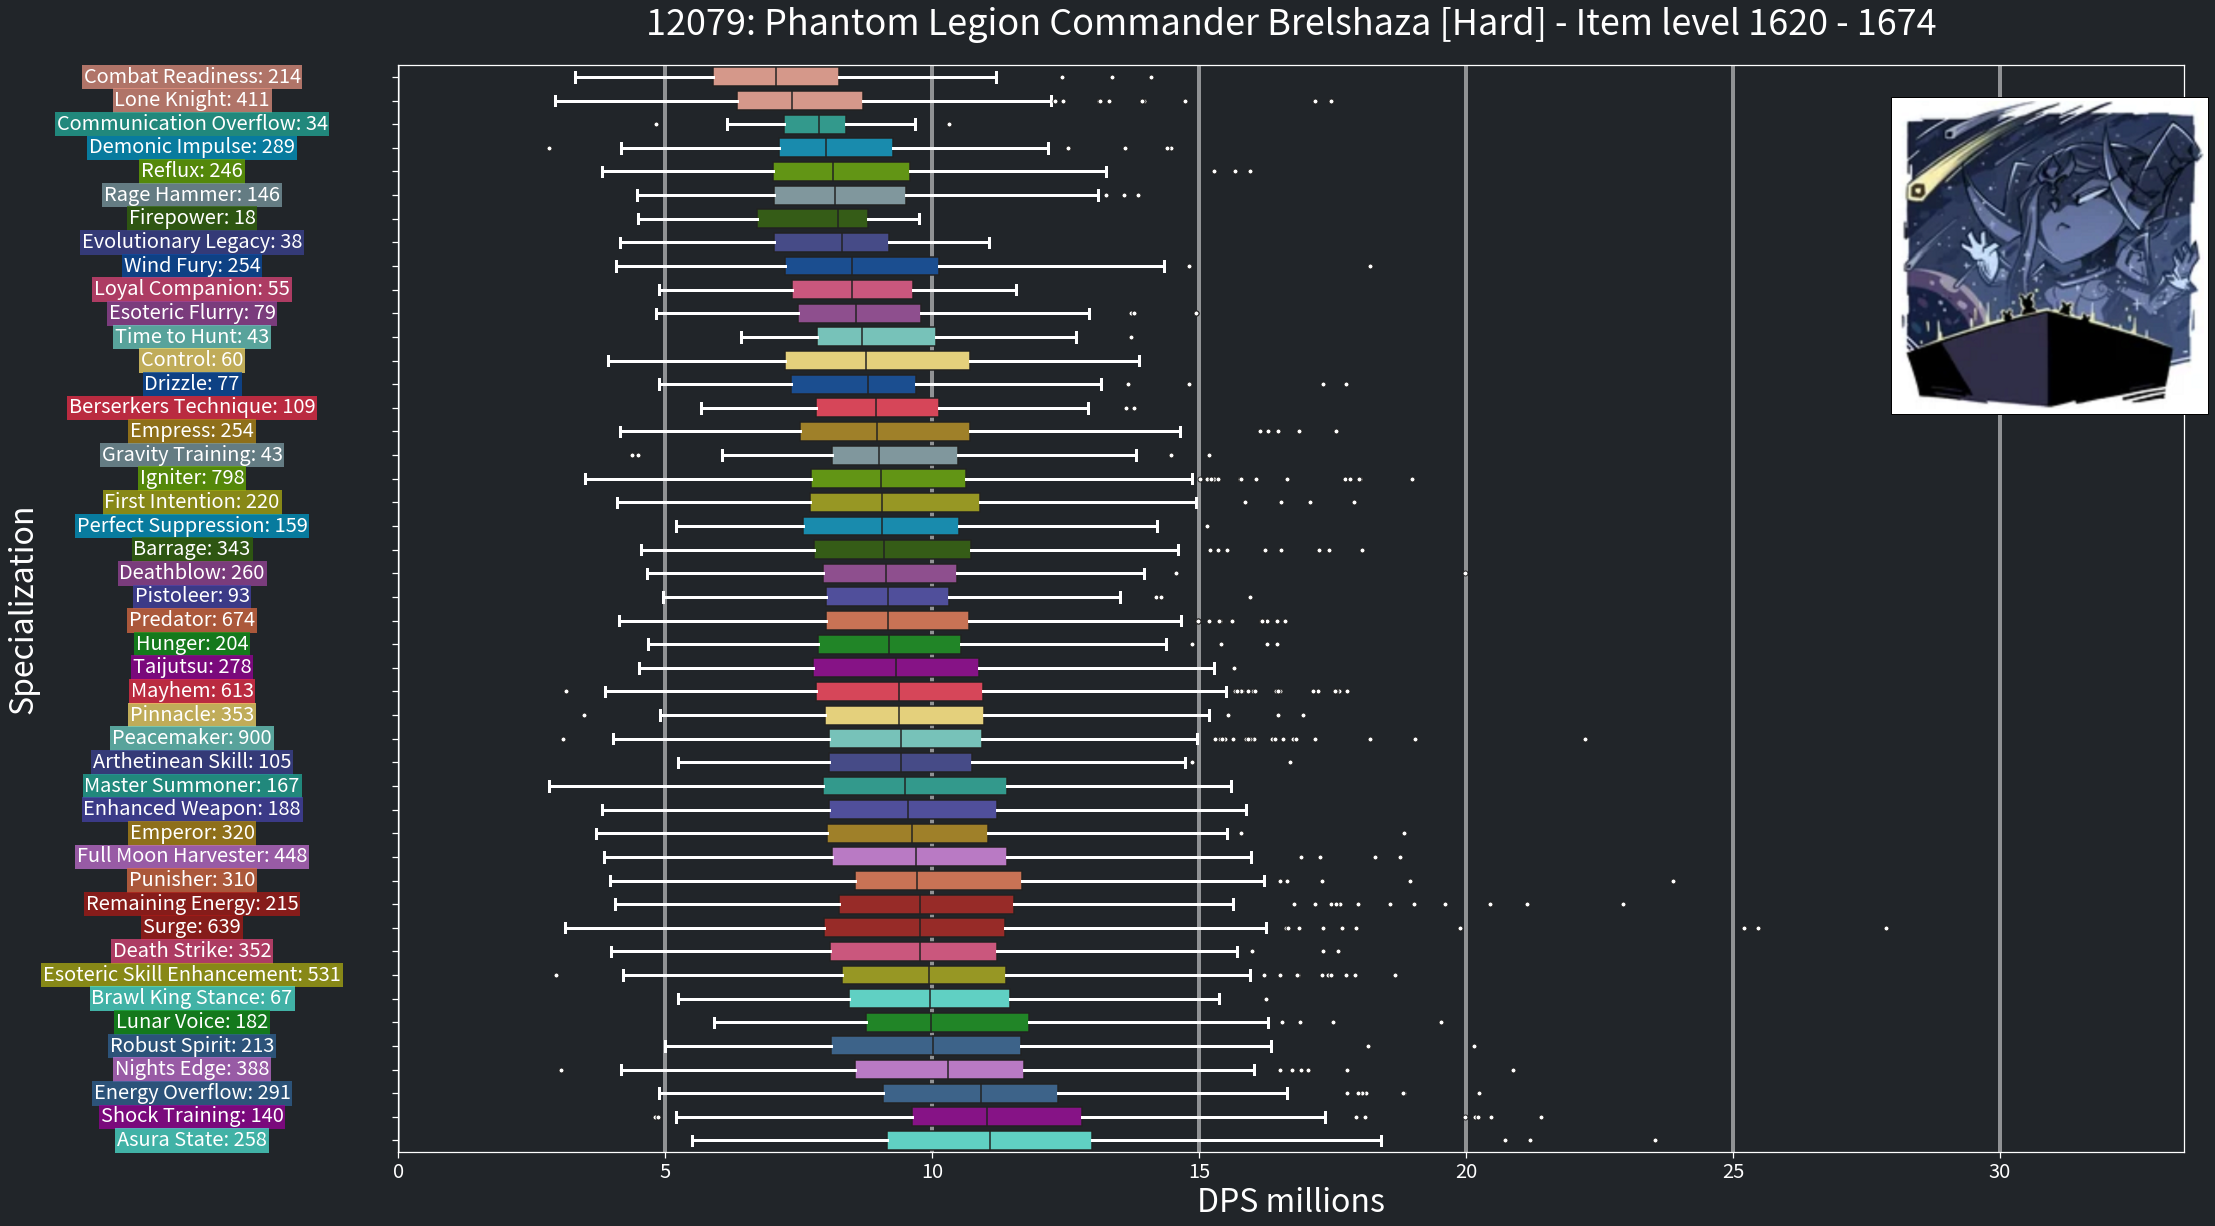 12079: Phantom Legion Commander Brelshaza [Hard] - Item level 1620 - 1674
Combat Readiness: 214
Lone Knight: 411
Communication Overflow: 34
Demonic Impulse: 289
Reflux: 246
Rage Hammer: 146
Firepower: 18
Evolutionary Legacy: 38
Wind Fury: 254
Loyal Companion: 55
Esoteric Flurry: 79
Time to Hunt: 43
Control: 60
Drizzle: 77
Berserkers Technique: 109
Empress: 254
Gravity Training: 43
Igniter: 798
First Intention: 220
Perfect Suppression: 159
Barrage: 343
Deathblow: 260
Pistoleer: 93
Predator: 674
Hunger: 204
Taijutsu: 278
Mayhem: 613
Pinnacle: 353
Peacemaker: 900
Arthetinean Skill: 105
Master Summoner: 167
Enhanced Weapon: 188
Emperor: 320
Full Moon Harvester: 448
Punisher: 310
Remaining Energy: 215
Surge: 639
Death Strike: 352
Esoteric Skill Enhancement: 531
Brawl King Stance: 67
Lunar Voice: 182
Robust Spirit: 213
Nights Edge: 388
Energy Overflow: 291
Shock Training: 140
Asura State: 258
Specialization
0 5 10 15 20 25 30
DPS millions